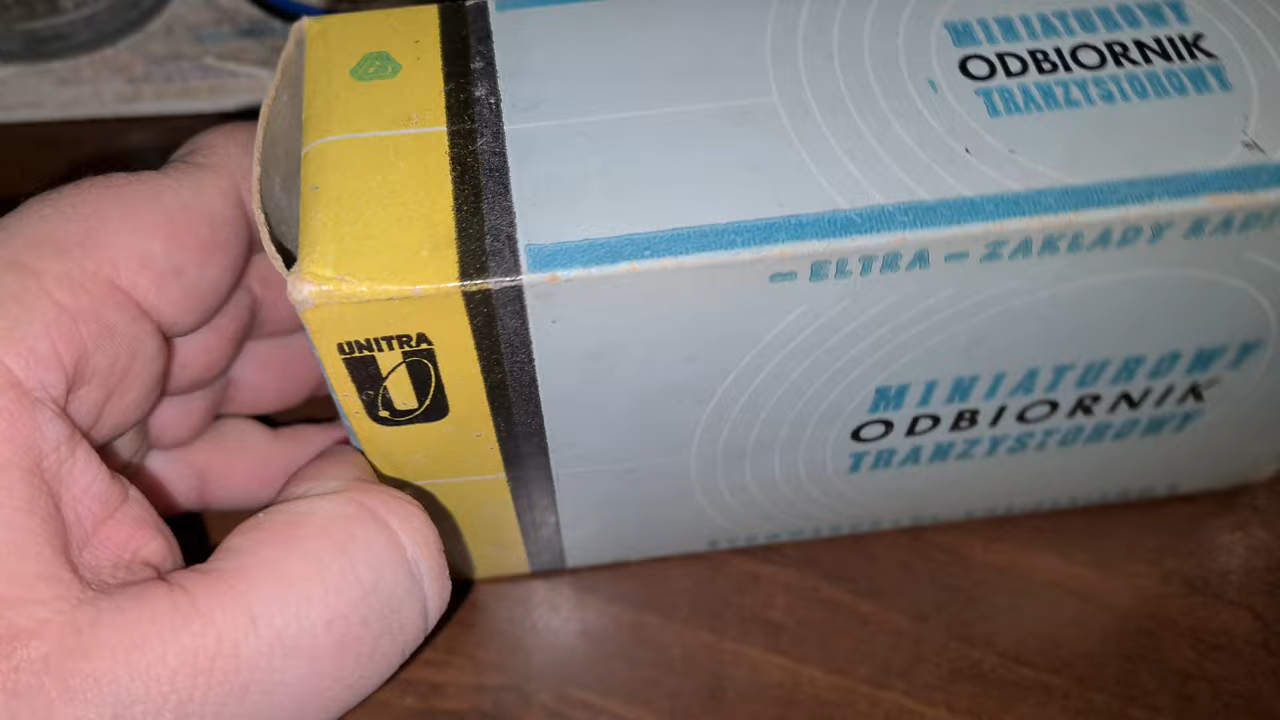 MINIATUROWY
ODBIORNIK
TRANZYSTOROWY
– ELTRA – ZAKŁADY RADI
UNITRA
MINIATUROWY
ODBIORNIK
TRANZYSTOROWY